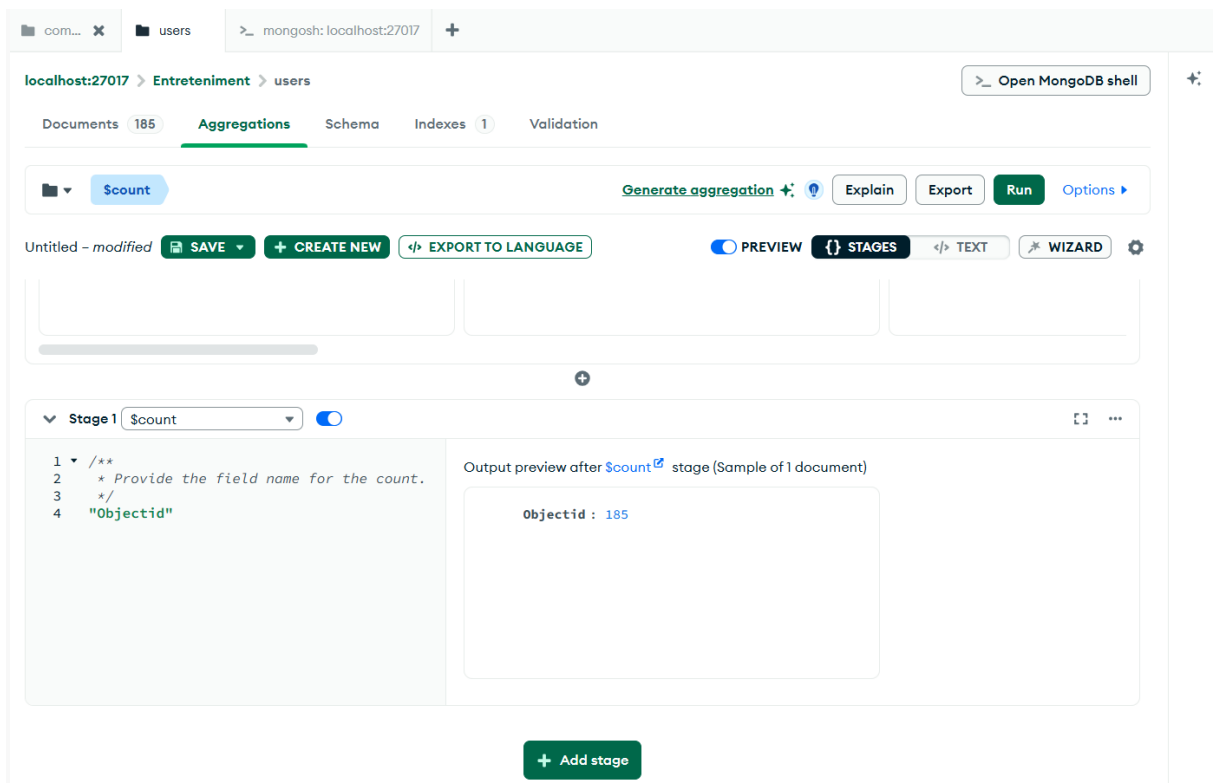 com...
users
>_ mongosh: localhost:27017
localhost:27017 > Entreteniment > users
>_ Open MongoDB shell
Documents 185 Aggregations Schema Indexes 1 Validation
$count
Generate aggregation
Explain
Export
Run
Options
Untitled – modified
SAVE
+ CREATE NEW
</> EXPORT TO LANGUAGE
PREVIEW
{} STAGES
</> TEXT
WIZARD
Stage 1 $count
1 /**
2 * Provide the field name for the count.
3 */
4 "Objectid"
Output preview after $count stage (Sample of 1 document)
Objectid : 185
+ Add stage